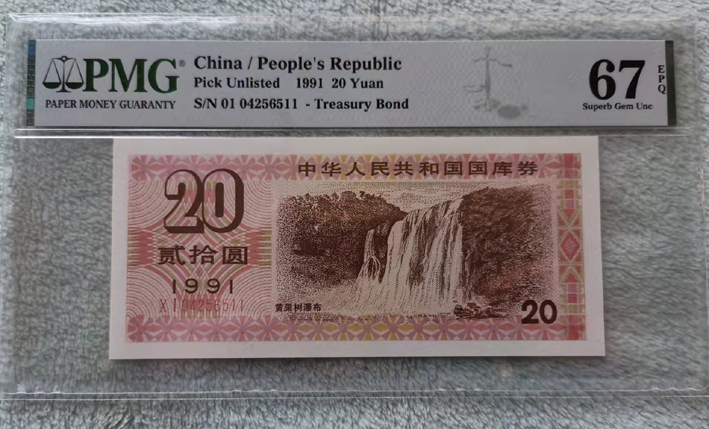 PMG®
PAPER MONEY GUARANTY
China / People's Republic
Pick Unlisted 1991 20 Yuan
S/N 01 04256511 - Treasury Bond
67
EPQ
Superb Gem Unc
中华人民共和国国库券
20
贰拾圆
1991
X I 04256511
黄果树瀑布
20